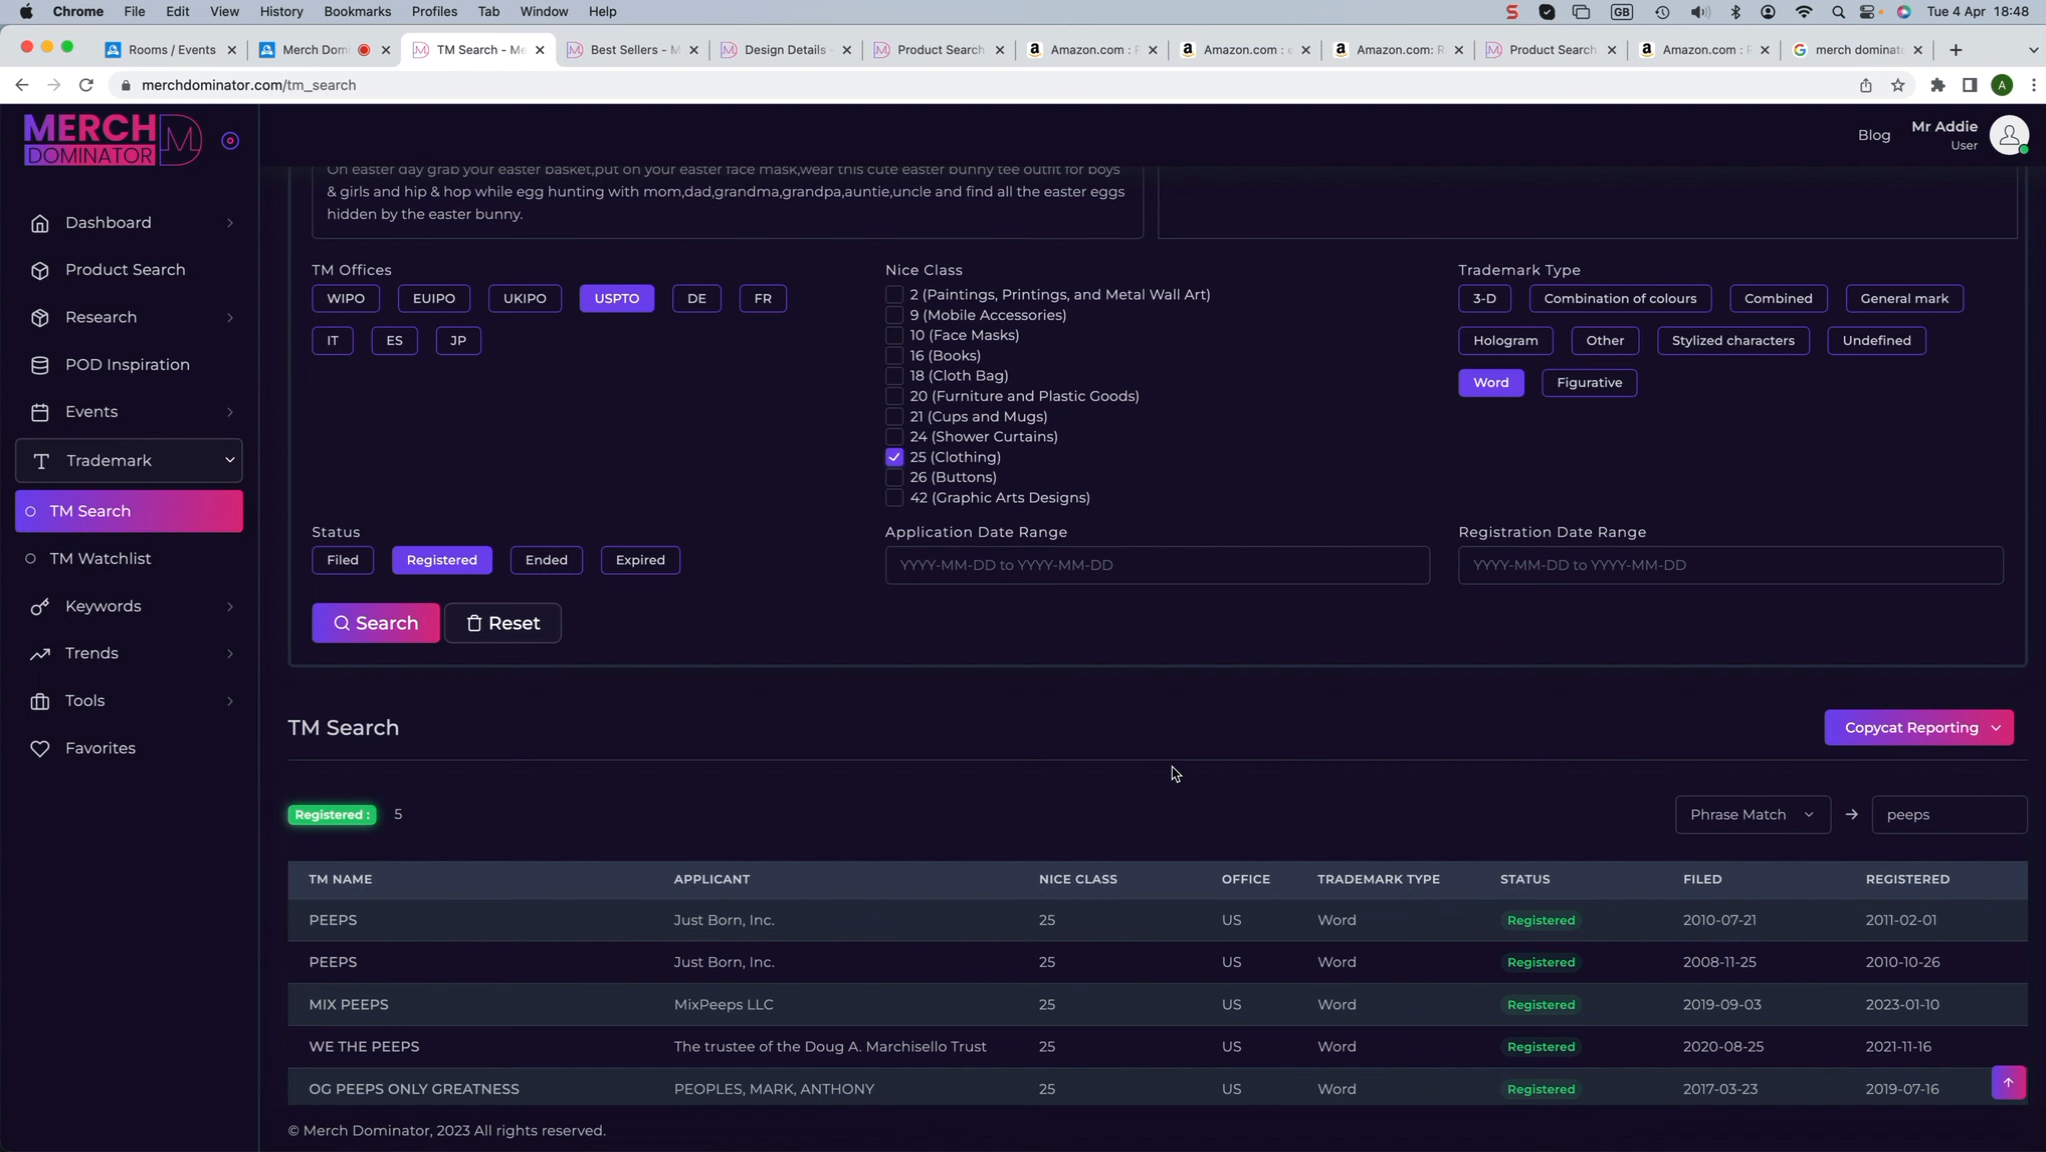 Chrome File Edit View History Bookmarks Profiles Tab Window Help S GB Tue 4 Apr 18:48
Rooms / Events Merch Domi TM Search - Me Best Sellers - M Design Details - Product Search Amazon.com : F Amazon.com : e Amazon.com: R Product Search Amazon.com : F merch dominat
merchdominator.com/tm_search A
MERCH
DOMINATOR
Blog
Mr Addie
User
Dashboard
Product Search
Research
POD Inspiration
Events
Trademark
TM Search
TM Watchlist
Keywords
Trends
Tools
Favorites
On easter day grab your easter basket,put on your easter face mask,wear this cute easter bunny tee outfit for boys
& girls and hip & hop while egg hunting with mom,dad,grandma,grandpa,auntie,uncle and find all the easter eggs
hidden by the easter bunny.
TM Offices
WIPO EUIPO UKIPO USPTO DE FR
IT ES JP
Nice Class
2 (Paintings, Printings, and Metal Wall Art)
9 (Mobile Accessories)
10 (Face Masks)
16 (Books)
18 (Cloth Bag)
20 (Furniture and Plastic Goods)
21 (Cups and Mugs)
24 (Shower Curtains)
25 (Clothing)
26 (Buttons)
42 (Graphic Arts Designs)
Trademark Type
3-D Combination of colours Combined General mark
Hologram Other Stylized characters Undefined
Word Figurative
Status
Filed Registered Ended Expired
Application Date Range
YYYY-MM-DD to YYYY-MM-DD
Registration Date Range
YYYY-MM-DD to YYYY-MM-DD
Search Reset
TM Search Copycat Reporting
Registered : 5 Phrase Match peeps
TM NAME APPLICANT NICE CLASS OFFICE TRADEMARK TYPE STATUS FILED REGISTERED
PEEPS Just Born, Inc. 25 US Word Registered 2010-07-21 2011-02-01
PEEPS Just Born, Inc. 25 US Word Registered 2008-11-25 2010-10-26
MIX PEEPS MixPeeps LLC 25 US Word Registered 2019-09-03 2023-01-10
WE THE PEEPS The trustee of the Doug A. Marchisello Trust 25 US Word Registered 2020-08-25 2021-11-16
OG PEEPS ONLY GREATNESS PEOPLES, MARK, ANTHONY 25 US Word Registered 2017-03-23 2019-07-16
© Merch Dominator, 2023 All rights reserved.